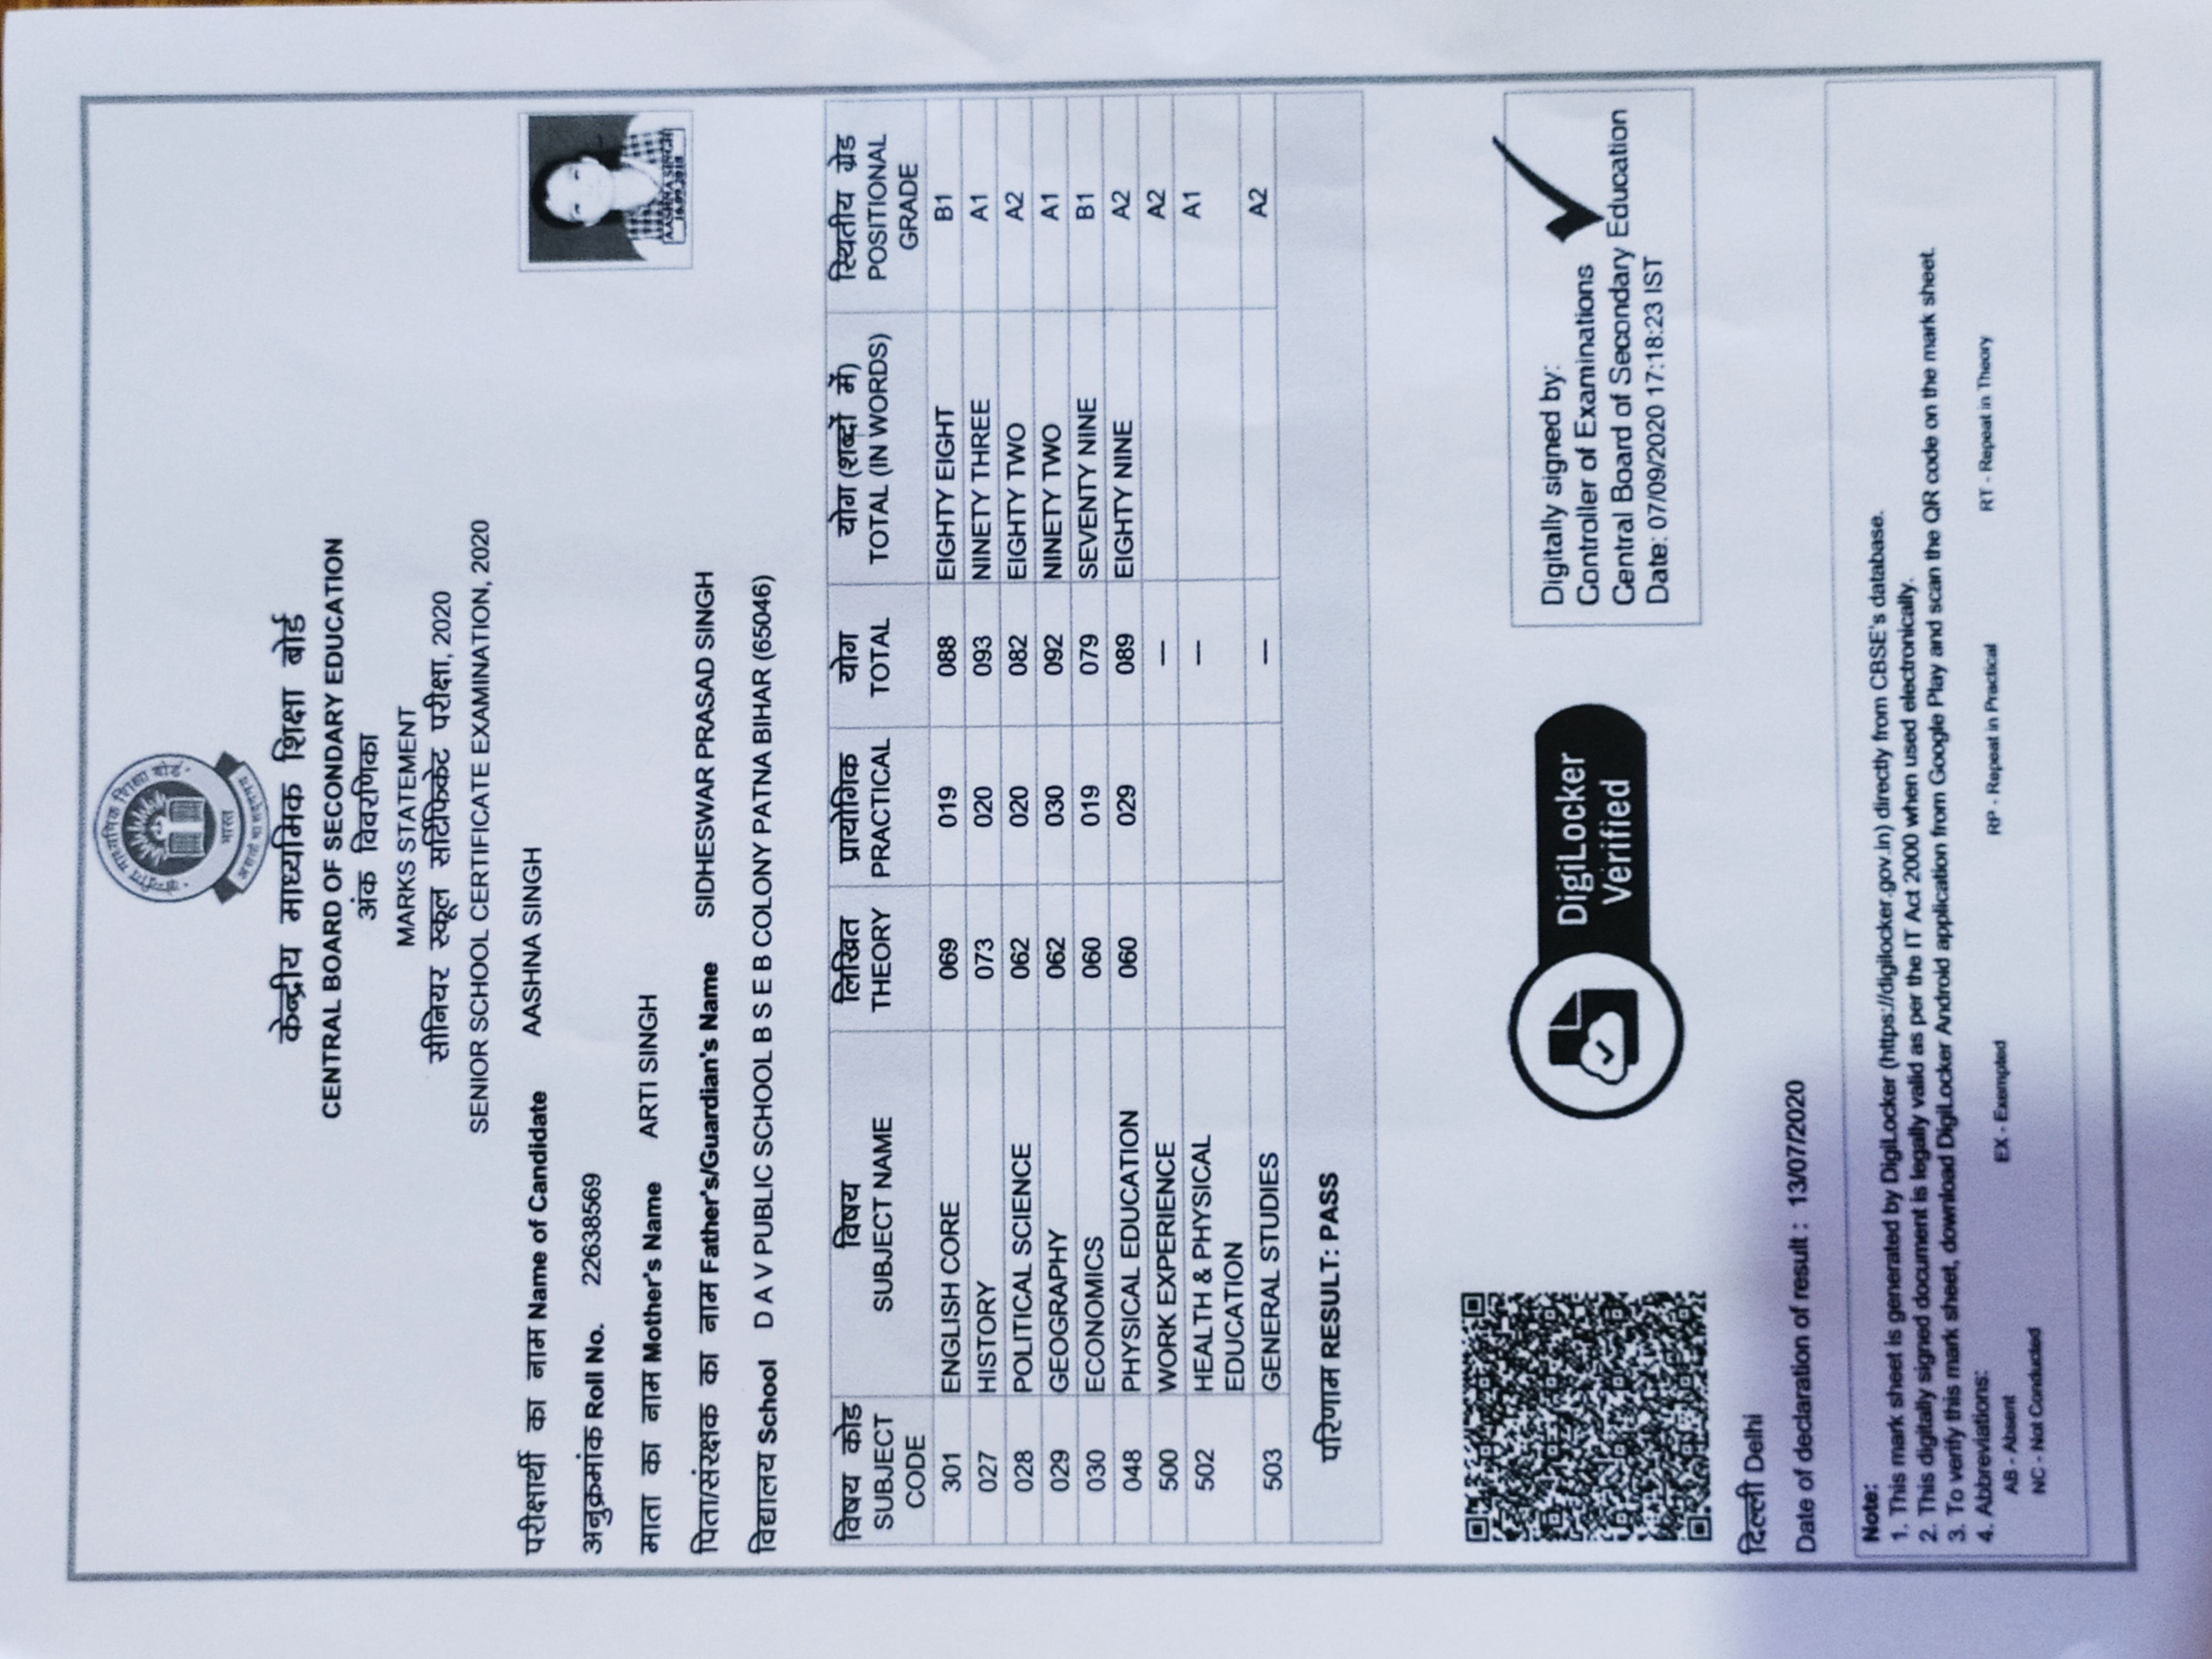 केन्द्रीय माध्यमिक शिक्षा बोर्ड
भारत
केन्द्रीय माध्यमिक शिक्षा बोर्ड
CENTRAL BOARD OF SECONDARY EDUCATION
अंक विवरणिका
MARKS STATEMENT
सीनियर स्कूल सर्टिफिकेट परीक्षा, 2020
SENIOR SCHOOL CERTIFICATE EXAMINATION, 2020
परीक्षार्थी का नाम Name of Candidate AASHNA SINGH
AASHNA SINGH
अनुक्रमांक Roll No. 22638569
माता का नाम Mother's Name ARTI SINGH
पिता/संरक्षक का नाम Father's/Guardian's Name SIDHESWAR PRASAD SINGH
विद्यालय School D A V PUBLIC SCHOOL B S E B COLONY PATNA BIHAR (65046)
विषय कोड विषय लिखित प्रायोगिक योग योग (शब्दों में) स्थितीय ग्रेड
SUBJECT SUBJECT NAME THEORY PRACTICAL TOTAL TOTAL (IN WORDS) POSITIONAL
CODE GRADE
301 ENGLISH CORE 069 019 088 EIGHTY EIGHT B1
027 HISTORY 073 020 093 NINETY THREE A1
028 POLITICAL SCIENCE 062 020 082 EIGHTY TWO A2
029 GEOGRAPHY 062 030 092 NINETY TWO A1
030 ECONOMICS 060 019 079 SEVENTY NINE B1
048 PHYSICAL EDUCATION 060 029 089 EIGHTY NINE A2
500 WORK EXPERIENCE — A2
502 HEALTH & PHYSICAL — A1
EDUCATION
503 GENERAL STUDIES — A2
परिणाम RESULT: PASS
DigiLocker
Verified
Digitally signed by:
Controller of Examinations
Central Board of Secondary Education
Date: 07/09/2020 17:18:23 IST
दिल्ली Delhi
Date of declaration of result : 13/07/2020
Note:
1. This mark sheet is generated by DigiLocker (https://digilocker.gov.in) directly from CBSE's database.
2. This digitally signed document is legally valid as per the IT Act 2000 when used electronically.
3. To verify this mark sheet, download DigiLocker Android application from Google Play and scan the QR code on the mark sheet.
4. Abbreviations:
AB - Absent EX - Exempted RP - Repeat in Practical RT - Repeat in Theory
NC - Not Conducted